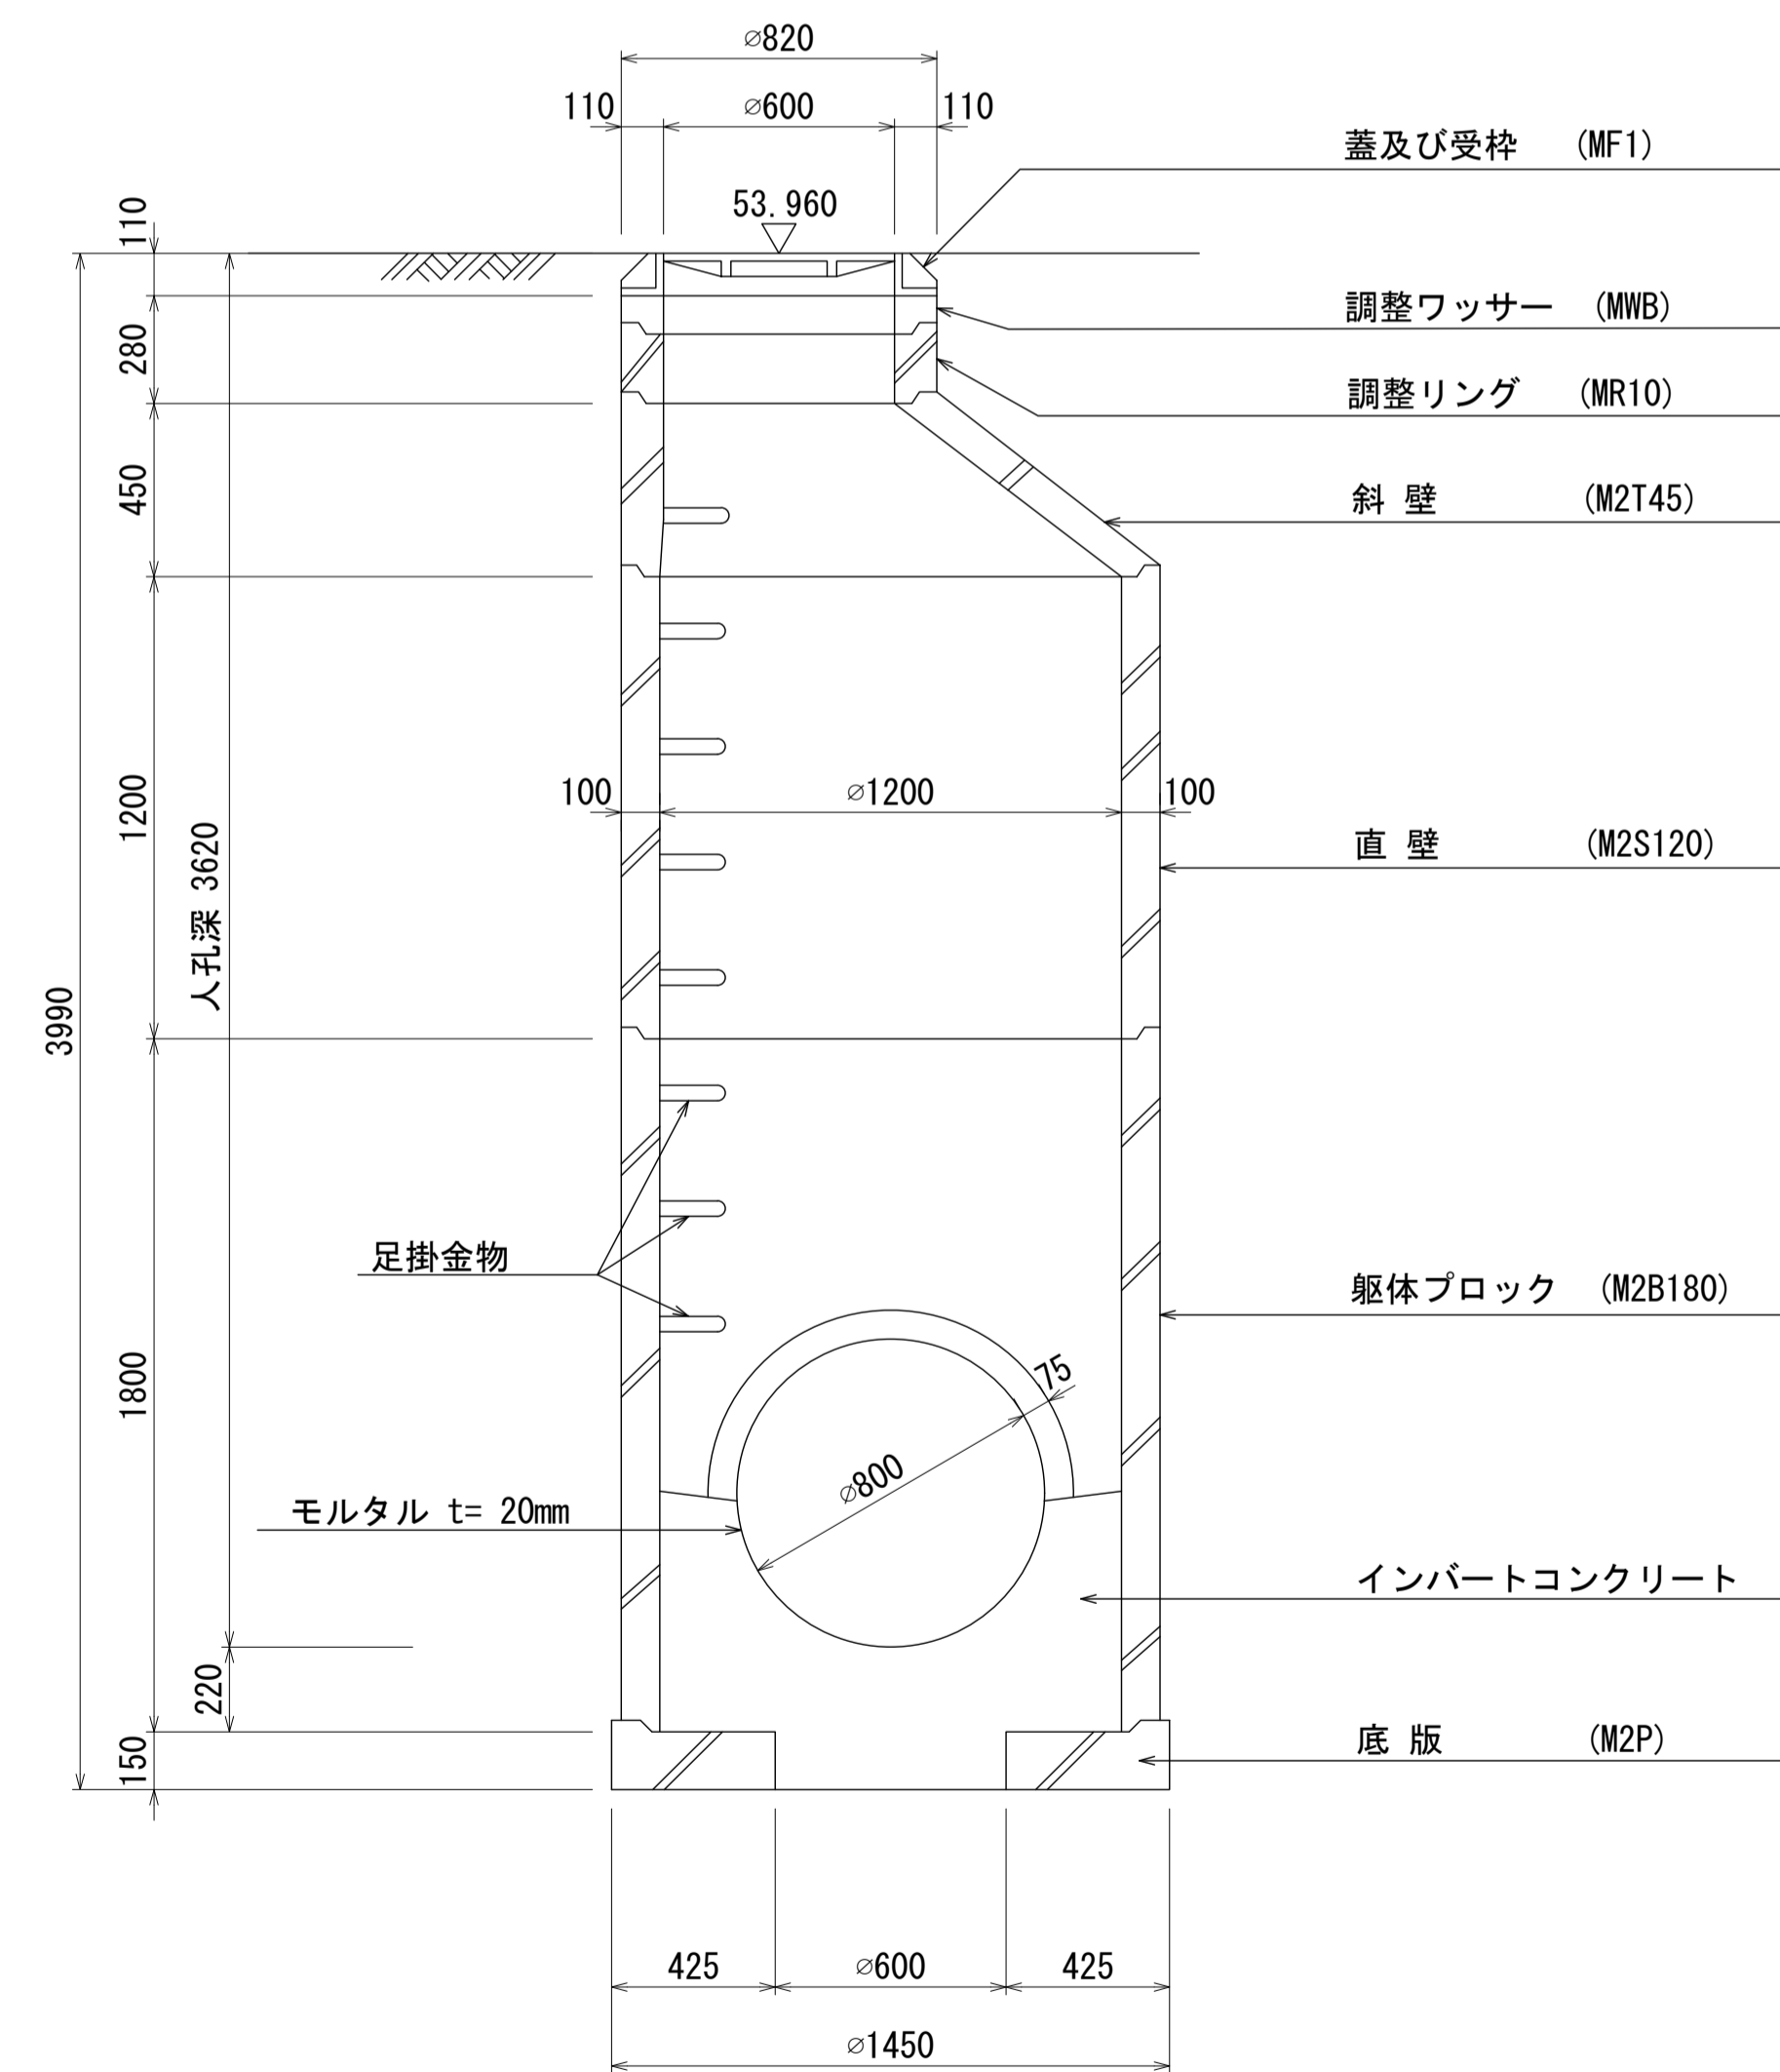 ∅820
110 ∅600 110
蓋及び受枠 (MF1)
53.960
110
調整ワッサー (MWB)
280
調整リング (MR10)
450
斜 壁 (M2T45)
100 ∅1200 100
1200
直 壁 (M2S120)
人孔深 3620
3990
足掛金物
躯体プロック (M2B180)
75
1800
∅800
モルタル t= 20mm
インバートコンクリート
220
150
底 版 (M2P)
425 ∅600 425
∅1450